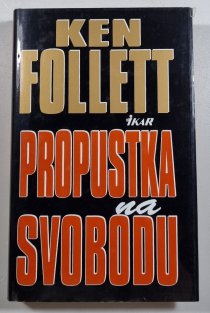 KEN
FOLLETT
IKAR
PROPUSTKA
na
SVOBODU